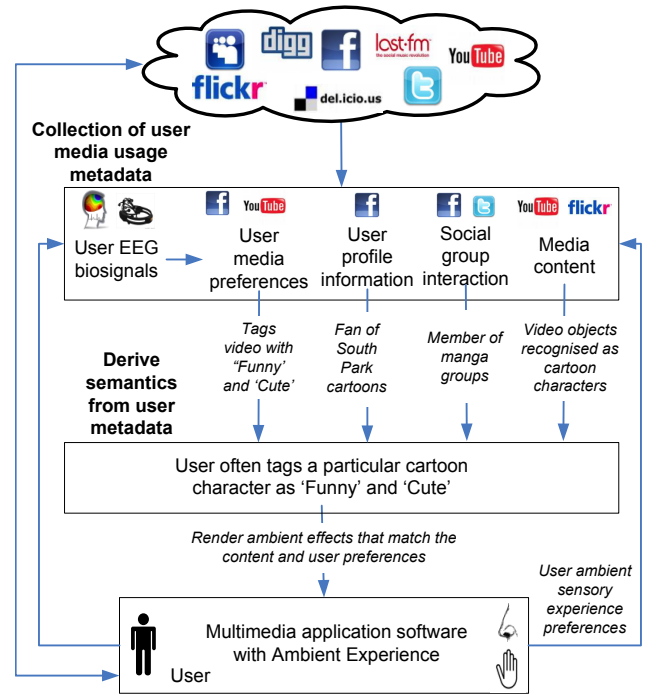 digg
f
last·fm
the social music revolution
YouTube
flickr
del.icio.us
t
Collection of user
media usage
metadata
f
YouTube
f
f
t
YouTube
flickr
User EEG
biosignals
User
media
preferences
User
profile
information
Social
group
interaction
Media
content
Tags
video with
“Funny’
and ‘Cute’
Fan of
South
Park
cartoons
Member of
manga
groups
Video objects
recognised as
cartoon
characters
Derive
semantics
from user
metadata
User often tags a particular cartoon
character as ‘Funny’ and ‘Cute’
Render ambient effects that match the
content and user preferences
User ambient
sensory
experience
preferences
Multimedia application software
with Ambient Experience
User